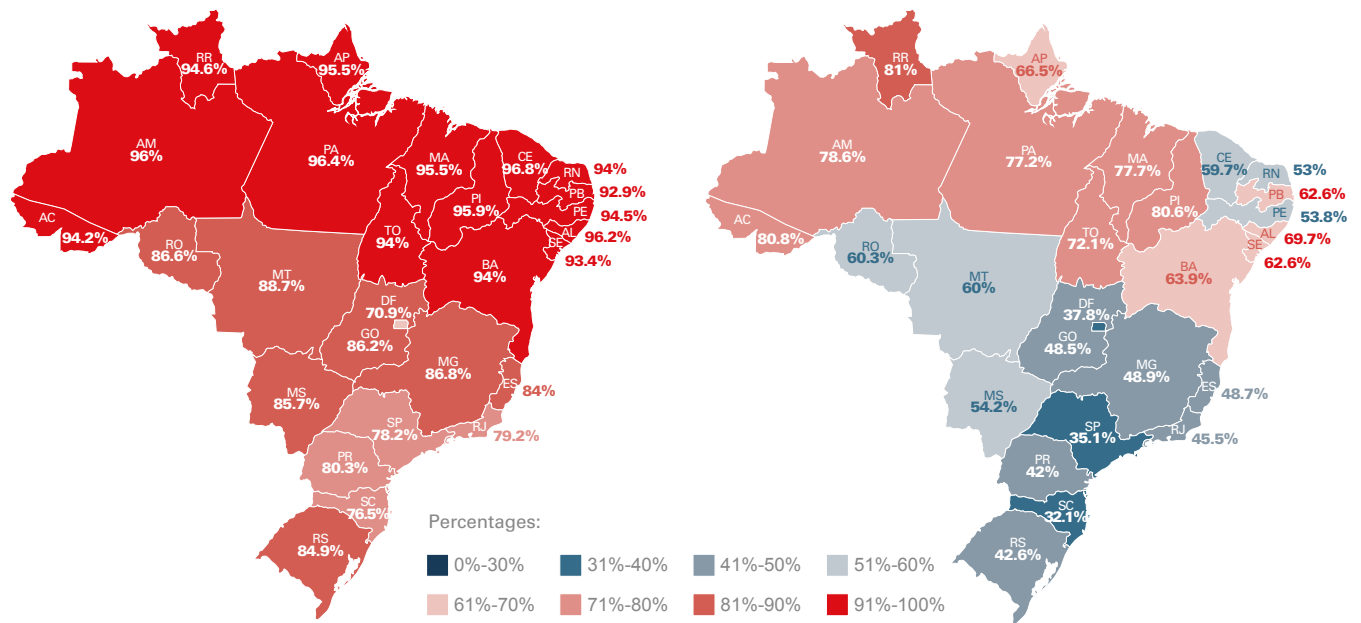 RR
94.6%
AP
95.5%
AM
96%
PA
96.4%
MA
95.5%
CE
96.8%
RN
94%
PB
92.9%
PI
95.9%
PE
94.5%
AC
94.2%
AL
96.2%
SE
93.4%
TO
94%
RO
86.6%
BA
94%
MT
88.7%
DF
70.9%
GO
86.2%
MG
86.8%
ES
84%
MS
85.7%
SP
78.2%
RJ
79.2%
PR
80.3%
SC
76.5%
RS
84.9%
RR
81%
AP
66.5%
AM
78.6%
PA
77.2%
MA
77.7%
CE
59.7%
RN
53%
PB
62.6%
PI
80.6%
PE
53.8%
AC
80.8%
AL
69.7%
SE
62.6%
TO
72.1%
RO
60.3%
BA
63.9%
MT
60%
DF
37.8%
GO
48.5%
MG
48.9%
ES
48.7%
MS
54.2%
SP
35.1%
RJ
45.5%
PR
42%
SC
32.1%
RS
42.6%
Percentages:
0%-30%
31%-40%
41%-50%
51%-60%
61%-70%
71%-80%
81%-90%
91%-100%